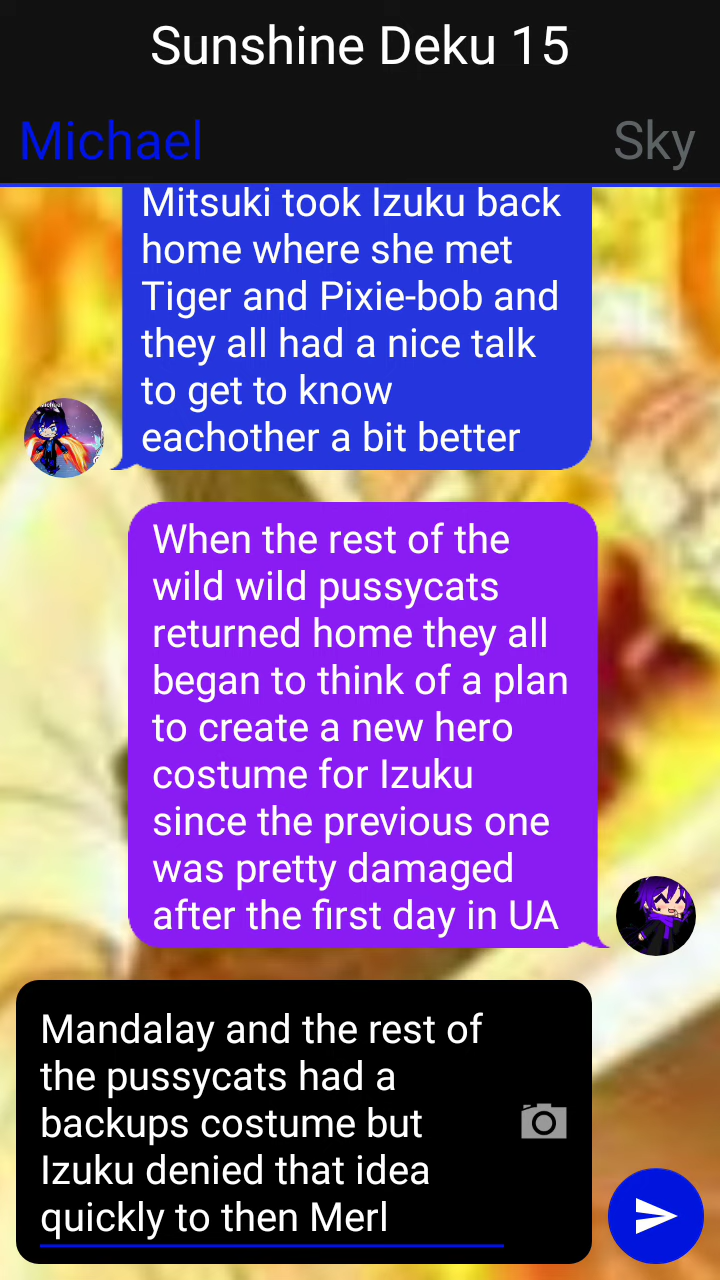 Sunshine Deku 15
Michael
Sky
Mitsuki took Izuku back
home where she met
Tiger and Pixie-bob and
they all had a nice talk
to get to know
eachother a bit better
When the rest of the
wild wild pussycats
returned home they all
began to think of a plan
to create a new hero
costume for Izuku
since the previous one
was pretty damaged
after the first day in UA
Mandalay and the rest of
the pussycats had a
backups costume but
Izuku denied that idea
quickly to then Merl